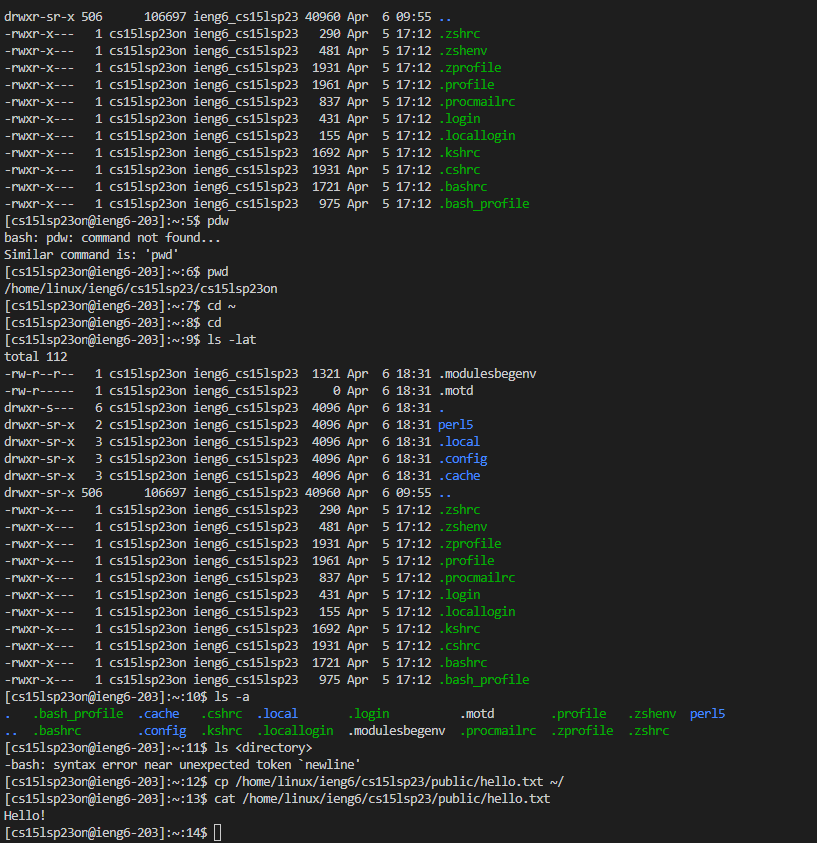 drwxr-sr-x 506      106697 ieng6_cs15lsp23 40960 Apr  6 09:55 ..
-rwxr-x---   1 cs15lsp23on ieng6_cs15lsp23   290 Apr  5 17:12 .zshrc
-rwxr-x---   1 cs15lsp23on ieng6_cs15lsp23   481 Apr  5 17:12 .zshenv
-rwxr-x---   1 cs15lsp23on ieng6_cs15lsp23  1931 Apr  5 17:12 .zprofile
-rwxr-x---   1 cs15lsp23on ieng6_cs15lsp23  1961 Apr  5 17:12 .profile
-rwxr-x---   1 cs15lsp23on ieng6_cs15lsp23   837 Apr  5 17:12 .procmailrc
-rwxr-x---   1 cs15lsp23on ieng6_cs15lsp23   431 Apr  5 17:12 .login
-rwxr-x---   1 cs15lsp23on ieng6_cs15lsp23   155 Apr  5 17:12 .locallogin
-rwxr-x---   1 cs15lsp23on ieng6_cs15lsp23  1692 Apr  5 17:12 .kshrc
-rwxr-x---   1 cs15lsp23on ieng6_cs15lsp23  1931 Apr  5 17:12 .cshrc
-rwxr-x---   1 cs15lsp23on ieng6_cs15lsp23  1721 Apr  5 17:12 .bashrc
-rwxr-x---   1 cs15lsp23on ieng6_cs15lsp23   975 Apr  5 17:12 .bash_profile
[cs15lsp23on@ieng6-203]:~:5$ pdw
bash: pdw: command not found...
Similar command is: 'pwd'
[cs15lsp23on@ieng6-203]:~:6$ pwd
/home/linux/ieng6/cs15lsp23/cs15lsp23on
[cs15lsp23on@ieng6-203]:~:7$ cd ~
[cs15lsp23on@ieng6-203]:~:8$ cd
[cs15lsp23on@ieng6-203]:~:9$ ls -lat
total 112
-rw-r--r--   1 cs15lsp23on ieng6_cs15lsp23  1321 Apr  6 18:31 .modulesbegenv
-rw-r-----   1 cs15lsp23on ieng6_cs15lsp23     0 Apr  6 18:31 .motd
drwxr-s---   6 cs15lsp23on ieng6_cs15lsp23  4096 Apr  6 18:31 .
drwxr-sr-x   2 cs15lsp23on ieng6_cs15lsp23  4096 Apr  6 18:31 perl5
drwxr-sr-x   3 cs15lsp23on ieng6_cs15lsp23  4096 Apr  6 18:31 .local
drwxr-sr-x   3 cs15lsp23on ieng6_cs15lsp23  4096 Apr  6 18:31 .config
drwxr-sr-x   3 cs15lsp23on ieng6_cs15lsp23  4096 Apr  6 18:31 .cache
drwxr-sr-x 506      106697 ieng6_cs15lsp23 40960 Apr  6 09:55 ..
-rwxr-x---   1 cs15lsp23on ieng6_cs15lsp23   290 Apr  5 17:12 .zshrc
-rwxr-x---   1 cs15lsp23on ieng6_cs15lsp23   481 Apr  5 17:12 .zshenv
-rwxr-x---   1 cs15lsp23on ieng6_cs15lsp23  1931 Apr  5 17:12 .zprofile
-rwxr-x---   1 cs15lsp23on ieng6_cs15lsp23  1961 Apr  5 17:12 .profile
-rwxr-x---   1 cs15lsp23on ieng6_cs15lsp23   837 Apr  5 17:12 .procmailrc
-rwxr-x---   1 cs15lsp23on ieng6_cs15lsp23   431 Apr  5 17:12 .login
-rwxr-x---   1 cs15lsp23on ieng6_cs15lsp23   155 Apr  5 17:12 .locallogin
-rwxr-x---   1 cs15lsp23on ieng6_cs15lsp23  1692 Apr  5 17:12 .kshrc
-rwxr-x---   1 cs15lsp23on ieng6_cs15lsp23  1931 Apr  5 17:12 .cshrc
-rwxr-x---   1 cs15lsp23on ieng6_cs15lsp23  1721 Apr  5 17:12 .bashrc
-rwxr-x---   1 cs15lsp23on ieng6_cs15lsp23   975 Apr  5 17:12 .bash_profile
[cs15lsp23on@ieng6-203]:~:10$ ls -a
.   .bash_profile  .cache   .cshrc  .local       .login          .motd        .profile   .zshenv  perl5
..  .bashrc        .config  .kshrc  .locallogin  .modulesbegenv  .procmailrc  .zprofile  .zshrc
[cs15lsp23on@ieng6-203]:~:11$ ls <directory>
-bash: syntax error near unexpected token `newline'
[cs15lsp23on@ieng6-203]:~:12$ cp /home/linux/ieng6/cs15lsp23/public/hello.txt ~/
[cs15lsp23on@ieng6-203]:~:13$ cat /home/linux/ieng6/cs15lsp23/public/hello.txt
Hello!
[cs15lsp23on@ieng6-203]:~:14$